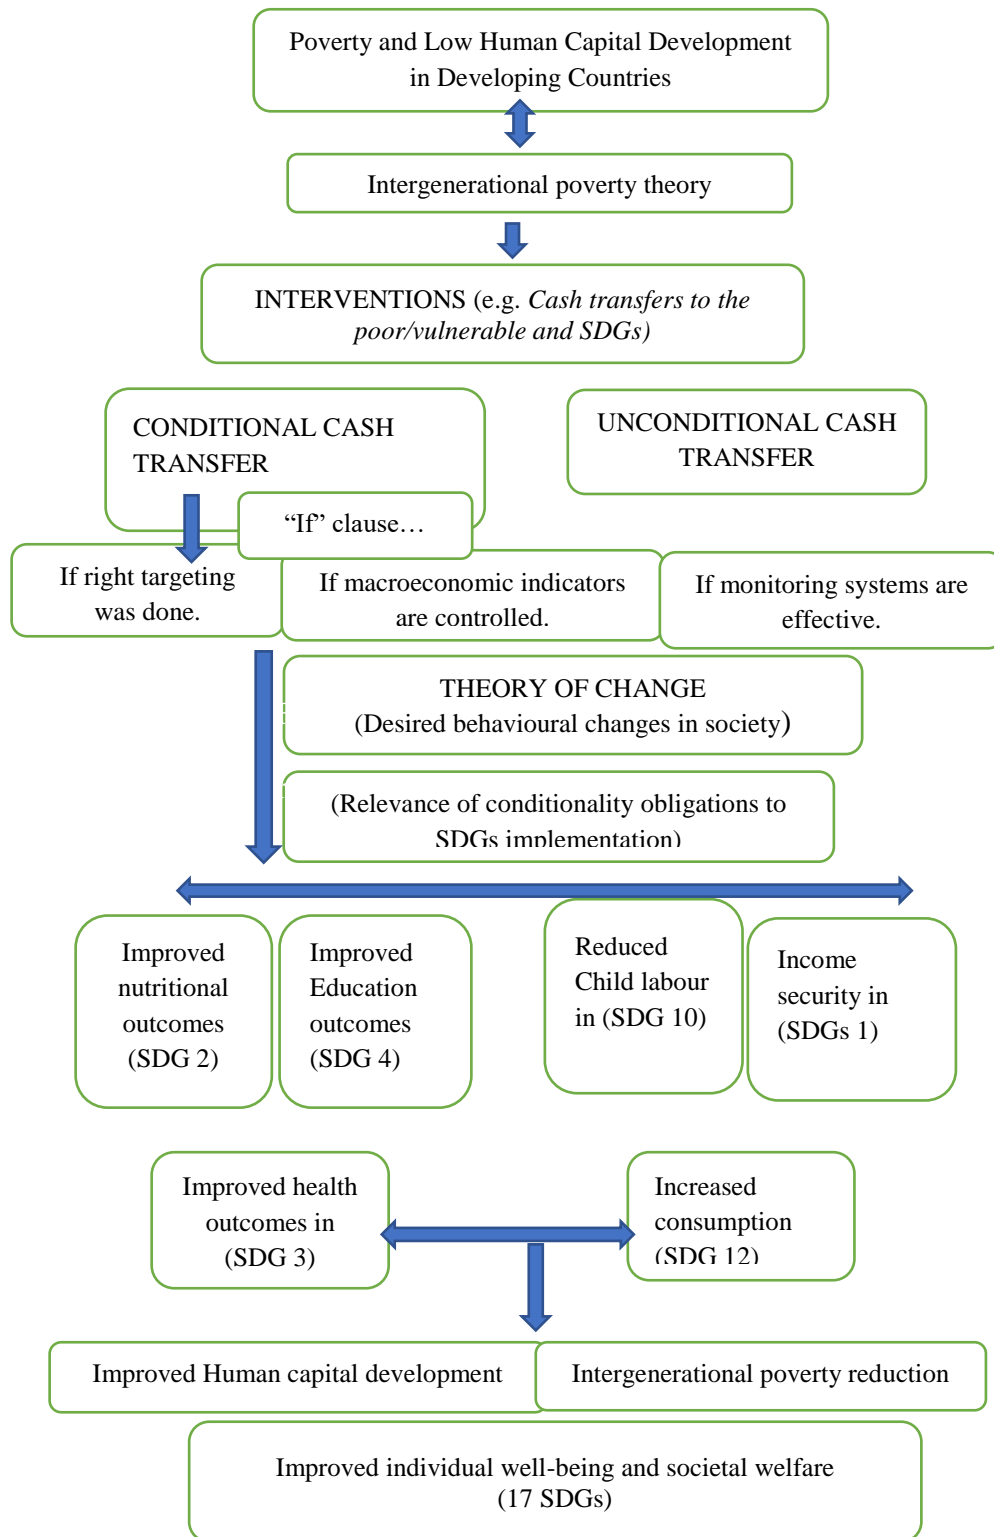 Poverty and Low Human Capital Development
in Developing Countries
Intergenerational poverty theory
INTERVENTIONS (e.g. Cash transfers to the
poor/vulnerable and SDGs)
CONDITIONAL CASH
TRANSFER
UNCONDITIONAL CASH
TRANSFER
“If” clause…
If right targeting
was done.
If macroeconomic indicators
are controlled.
If monitoring systems are
effective.
THEORY OF CHANGE
(Desired behavioural changes in society)
(Relevance of conditionality obligations to
SDGs implementation)
Improved
nutritional
outcomes
(SDG 2)
Improved
Education
outcomes
(SDG 4)
Reduced
Child labour
in (SDG 10)
Income
security in
(SDGs 1)
Improved health
outcomes in
(SDG 3)
Increased
consumption
(SDG 12)
Improved Human capital development
Intergenerational poverty reduction
Improved individual well-being and societal welfare
(17 SDGs)